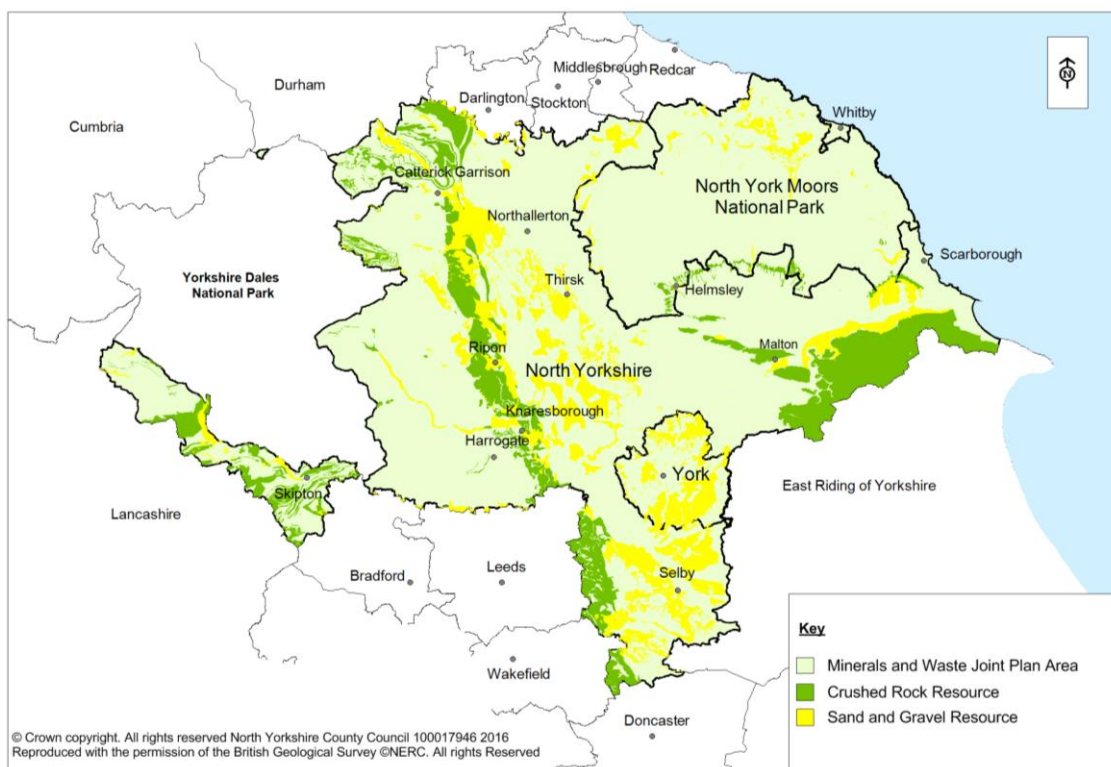 Middlesbrough
Redcar
Durham
Darlington
Stockton
N
Cumbria
Whitby
Catterick Garrison
North York Moors
National Park
Northallerton
Scarborough
Yorkshire Dales
National Park
Thirsk
Helmsley
Malton
Ripon
North Yorkshire
Knaresborough
Harrogate
York
Skipton
East Riding of Yorkshire
Lancashire
Bradford
Leeds
Selby
Wakefield
Doncaster
Key
Minerals and Waste Joint Plan Area
Crushed Rock Resource
Sand and Gravel Resource
© Crown copyright. All rights reserved North Yorkshire County Council 100017946 2016
Reproduced with the permission of the British Geological Survey ©NERC. All rights Reserved